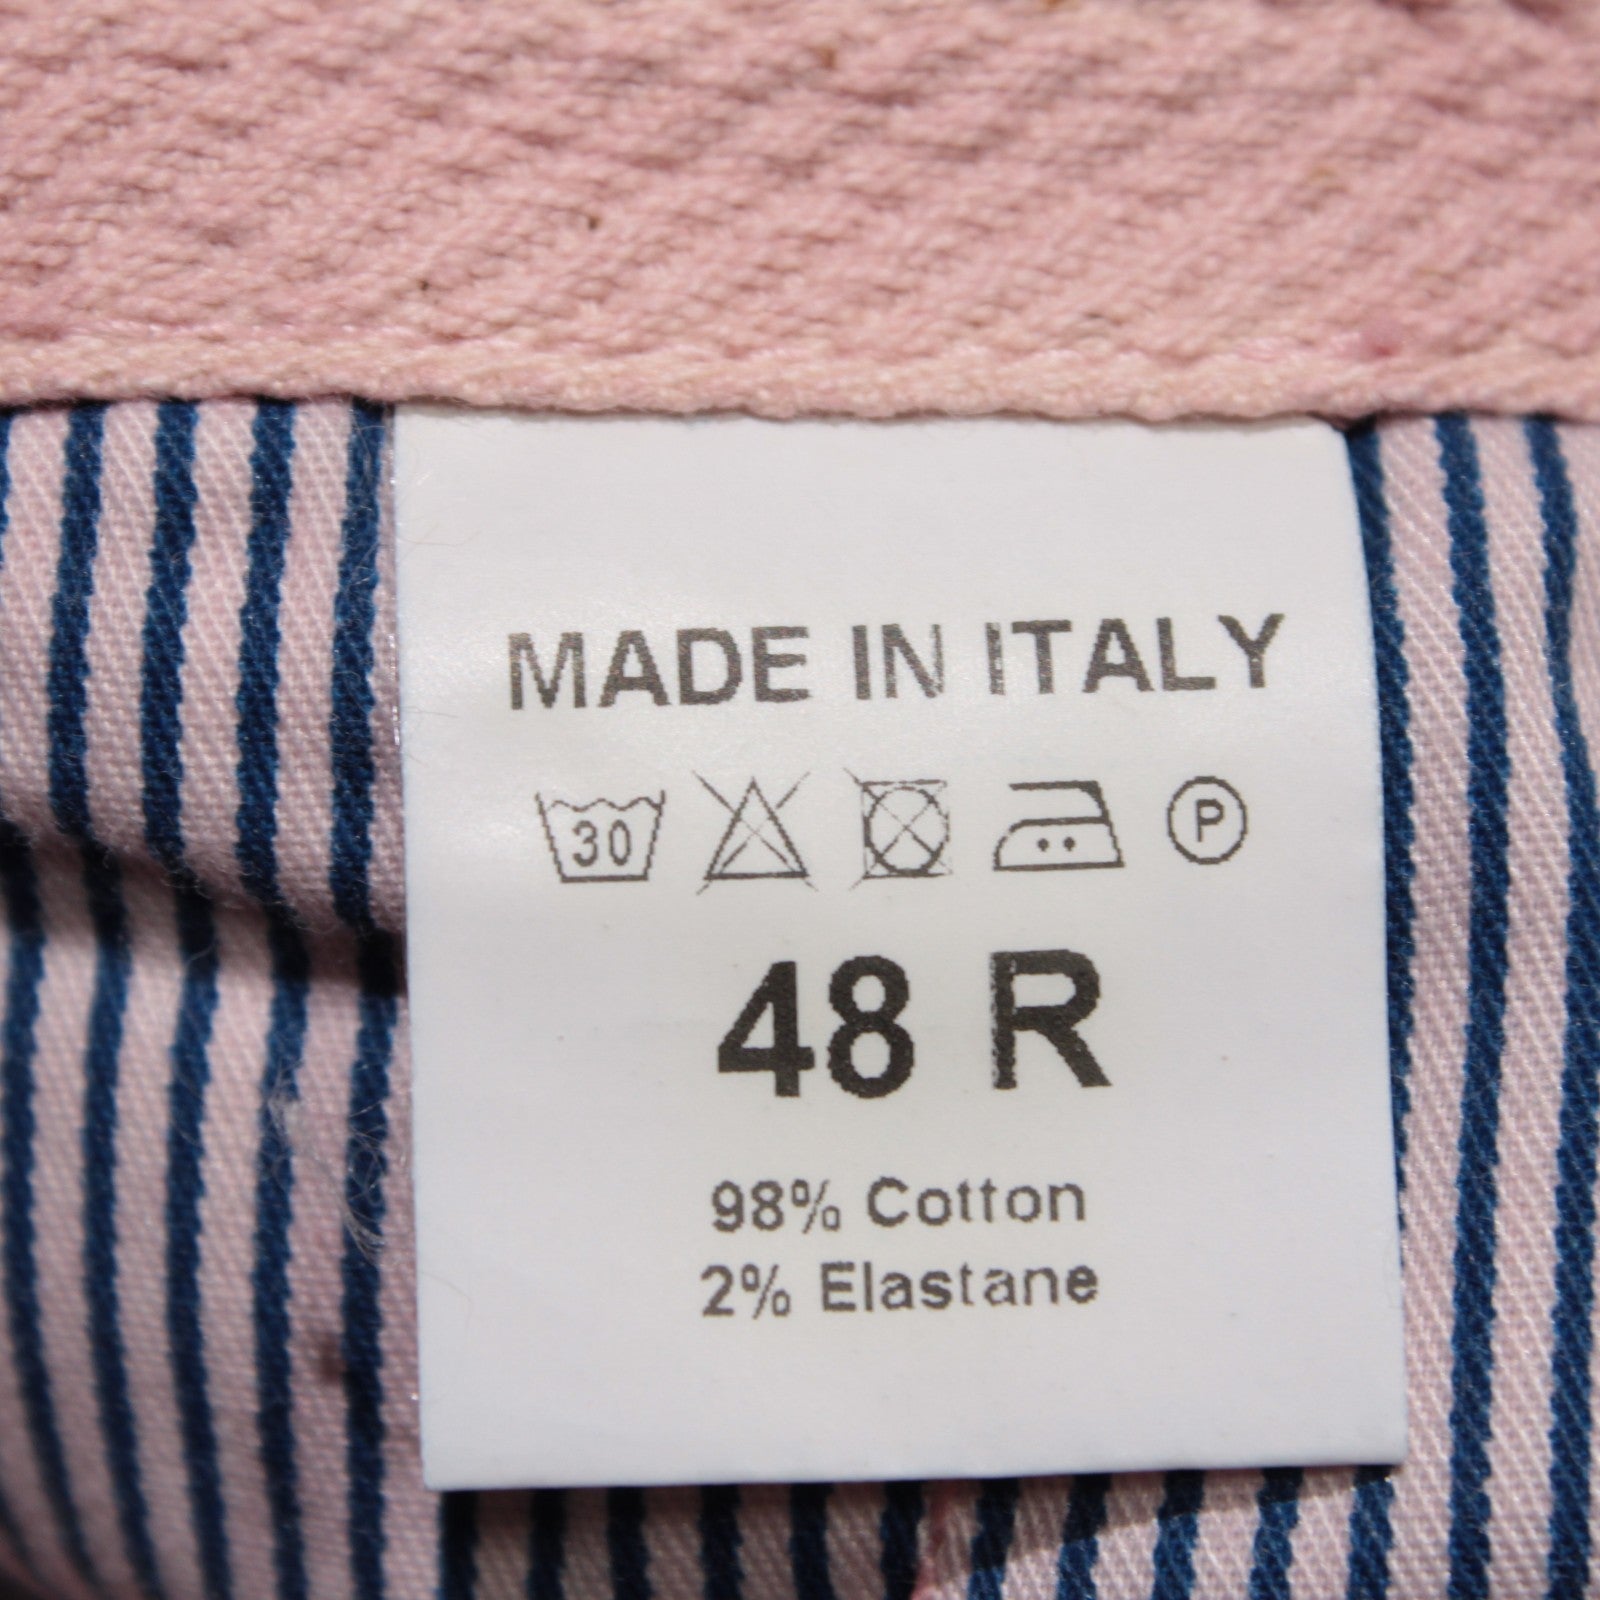 MADE IN ITALY
30 P
48 R
98% Cotton
2% Elastane